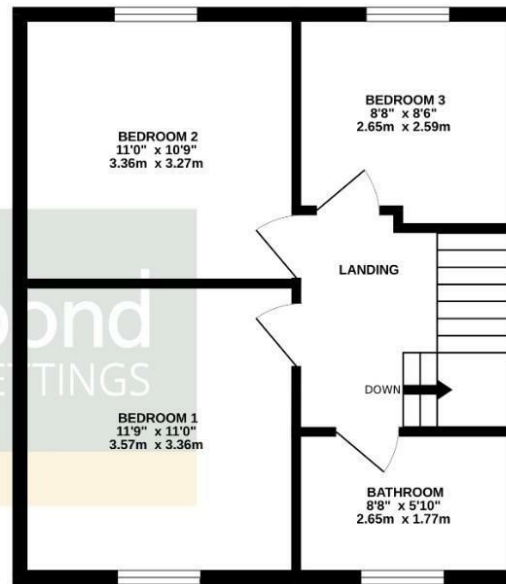 BEDROOM 2
11'0" x 10'9"
3.36m x 3.27m
BEDROOM 3
8'8" x 8'6"
2.65m x 2.59m
LANDING
DOWN
BEDROOM 1
11'9" x 11'0"
3.57m x 3.36m
BATHROOM
8'8" x 5'10"
2.65m x 1.77m
ond
ETTINGS